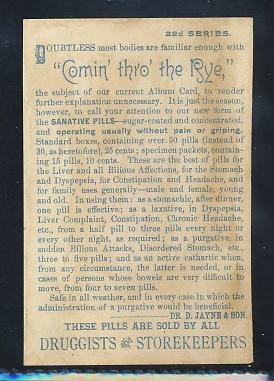 22d SERIES.
DOUBTLESS most bodies are familiar enough with
"Comin' thro' the Rye,"
the subject of our current Album Card, to render
further explanation unnecessary. It is just the season,
however, to call your attention to our new form of
the SANATIVE PILLS—sugar-coated and concentrated,
and operating usually without pain or griping.
Standard boxes, containing over 50 pills (instead of
30, as heretofore), 25 cents; specimen packets, contain-
ing 15 pills, 10 cents. These are the best of pills for
the Liver and all Bilious Affections, for the Stomach
and Dyspepsia, for Constipation and Headache, and
for family uses generally—male and female, young
and old. In using them: as a stomachic, after dinner,
one pill is effective; as a laxative, in Dyspepsia,
Liver Complaint, Constipation, Chronic Headache,
etc., from a half pill to three pills every night or
every other night, as required; as a purgative, in
sudden Bilious Attacks, Disordered Stomach, etc.,
three to five pills; and as an active cathartic when,
from any circumstance, the latter is needed, or in
cases of persons whose bowels are very difficult to
move, from four to seven pills.
Safe in all weather, and in every case in which the
administration of a purgative would be beneficial.
DR. D. JAYNE & SON.
THESE PILLS ARE SOLD BY ALL
DRUGGISTS AND STOREKEEPERS